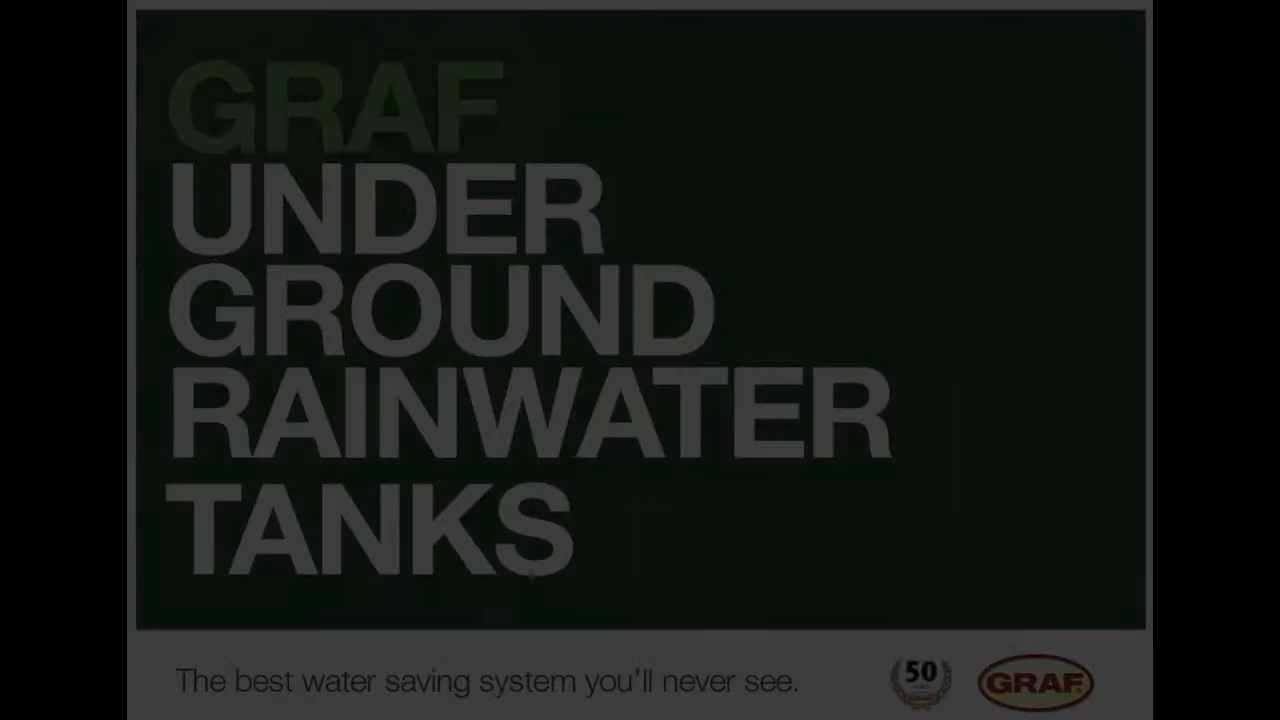 GRAF
UNDER
GROUND
RAINWATER
TANKS
The best water saving system you'll never see.
50
GRAF